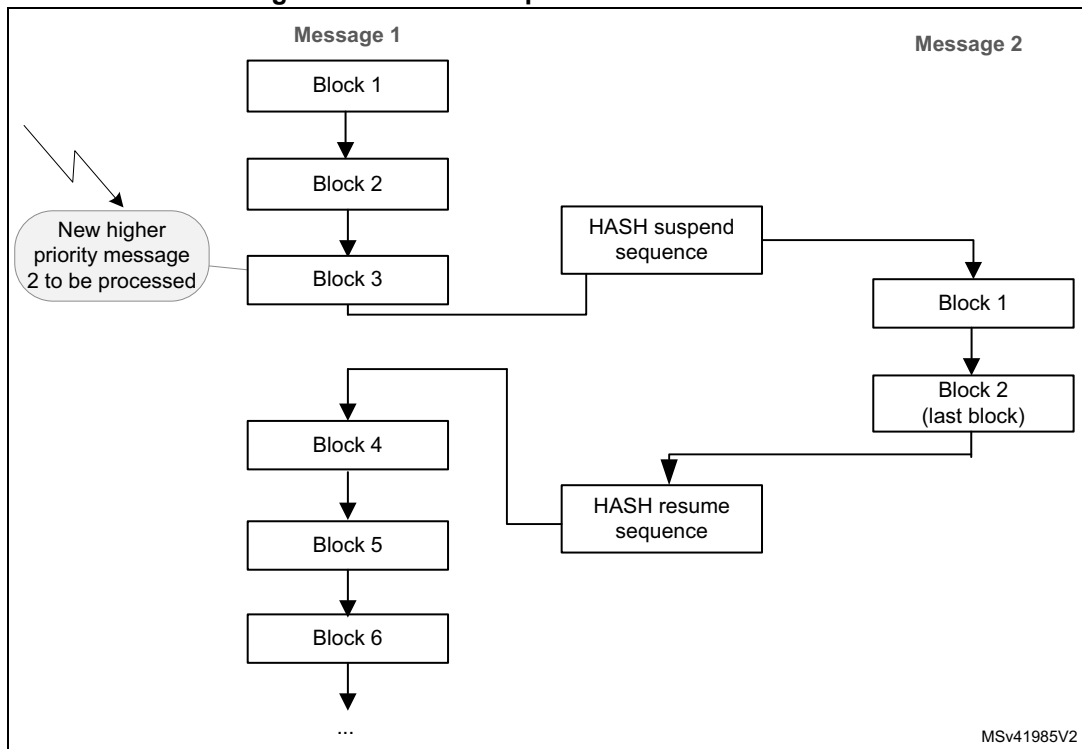 Message 1
Message 2
Block 1
Block 2
New higher
priority message
2 to be processed
Block 3
HASH suspend
sequence
Block 1
Block 2
(last block)
HASH resume
sequence
Block 4
Block 5
Block 6
...
MSv41985V2